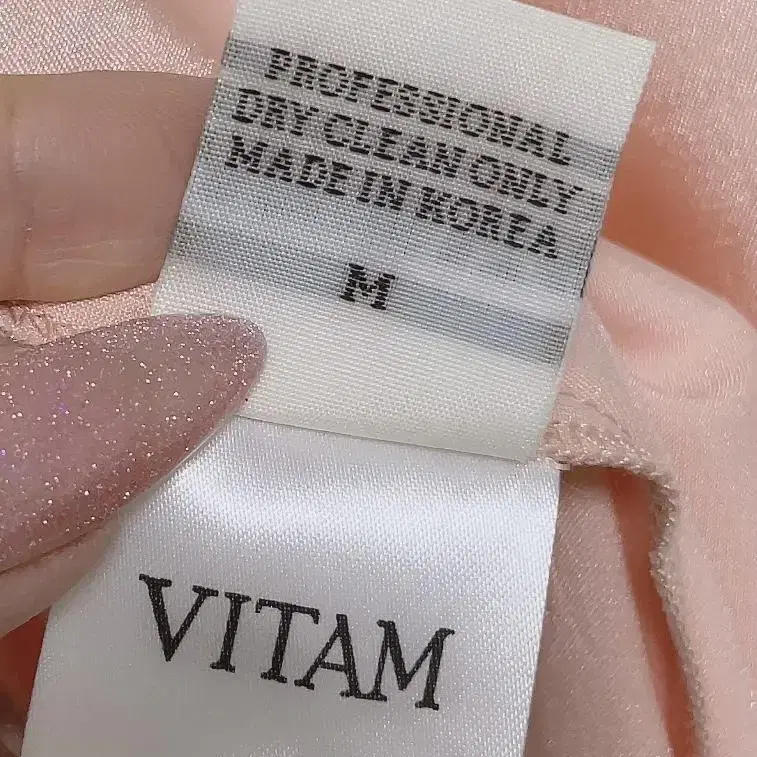 PROFESSIONAL
DRY CLEAN ONLY
MADE IN KOREA
M
VITAM